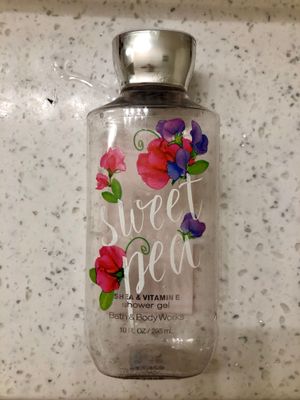 sweet
pea
SHEA & VITAMIN E
shower gel
Bath & Body Works
10 FL OZ / 295 mL